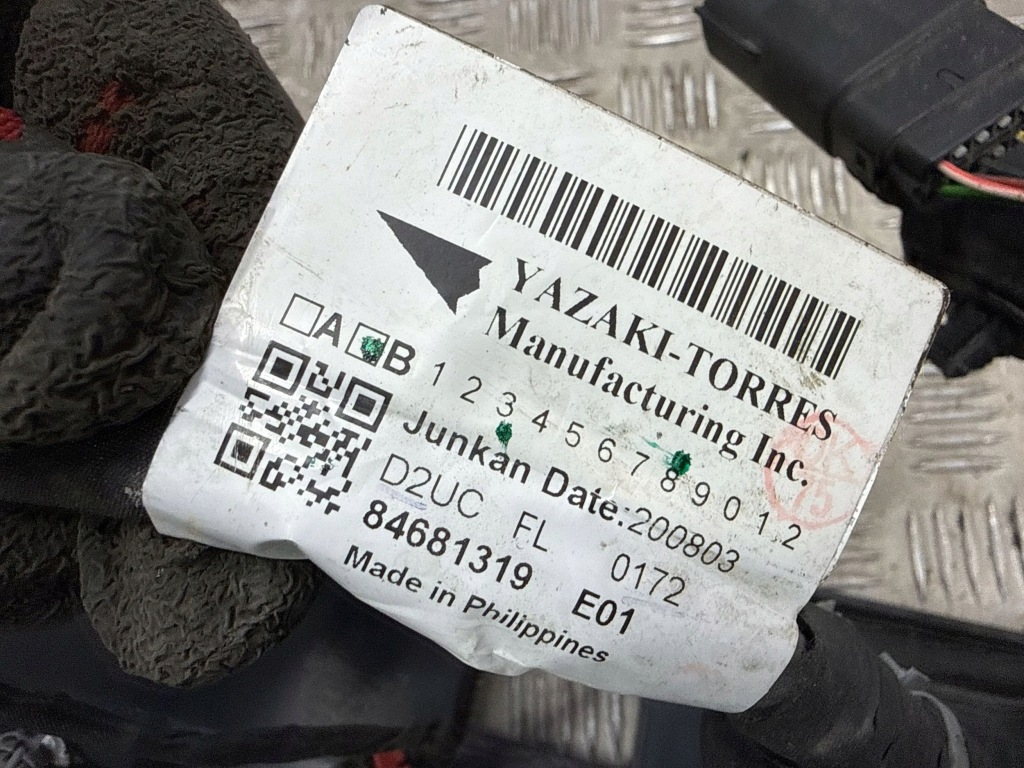 YAZAKI-TORRES
Manufacturing Inc.
A B
1 2 3 4 5 6 7 8 9 0 1 2
Junkan Date:200803
D2UC FL 0172
84681319 E01
Made in Philippines